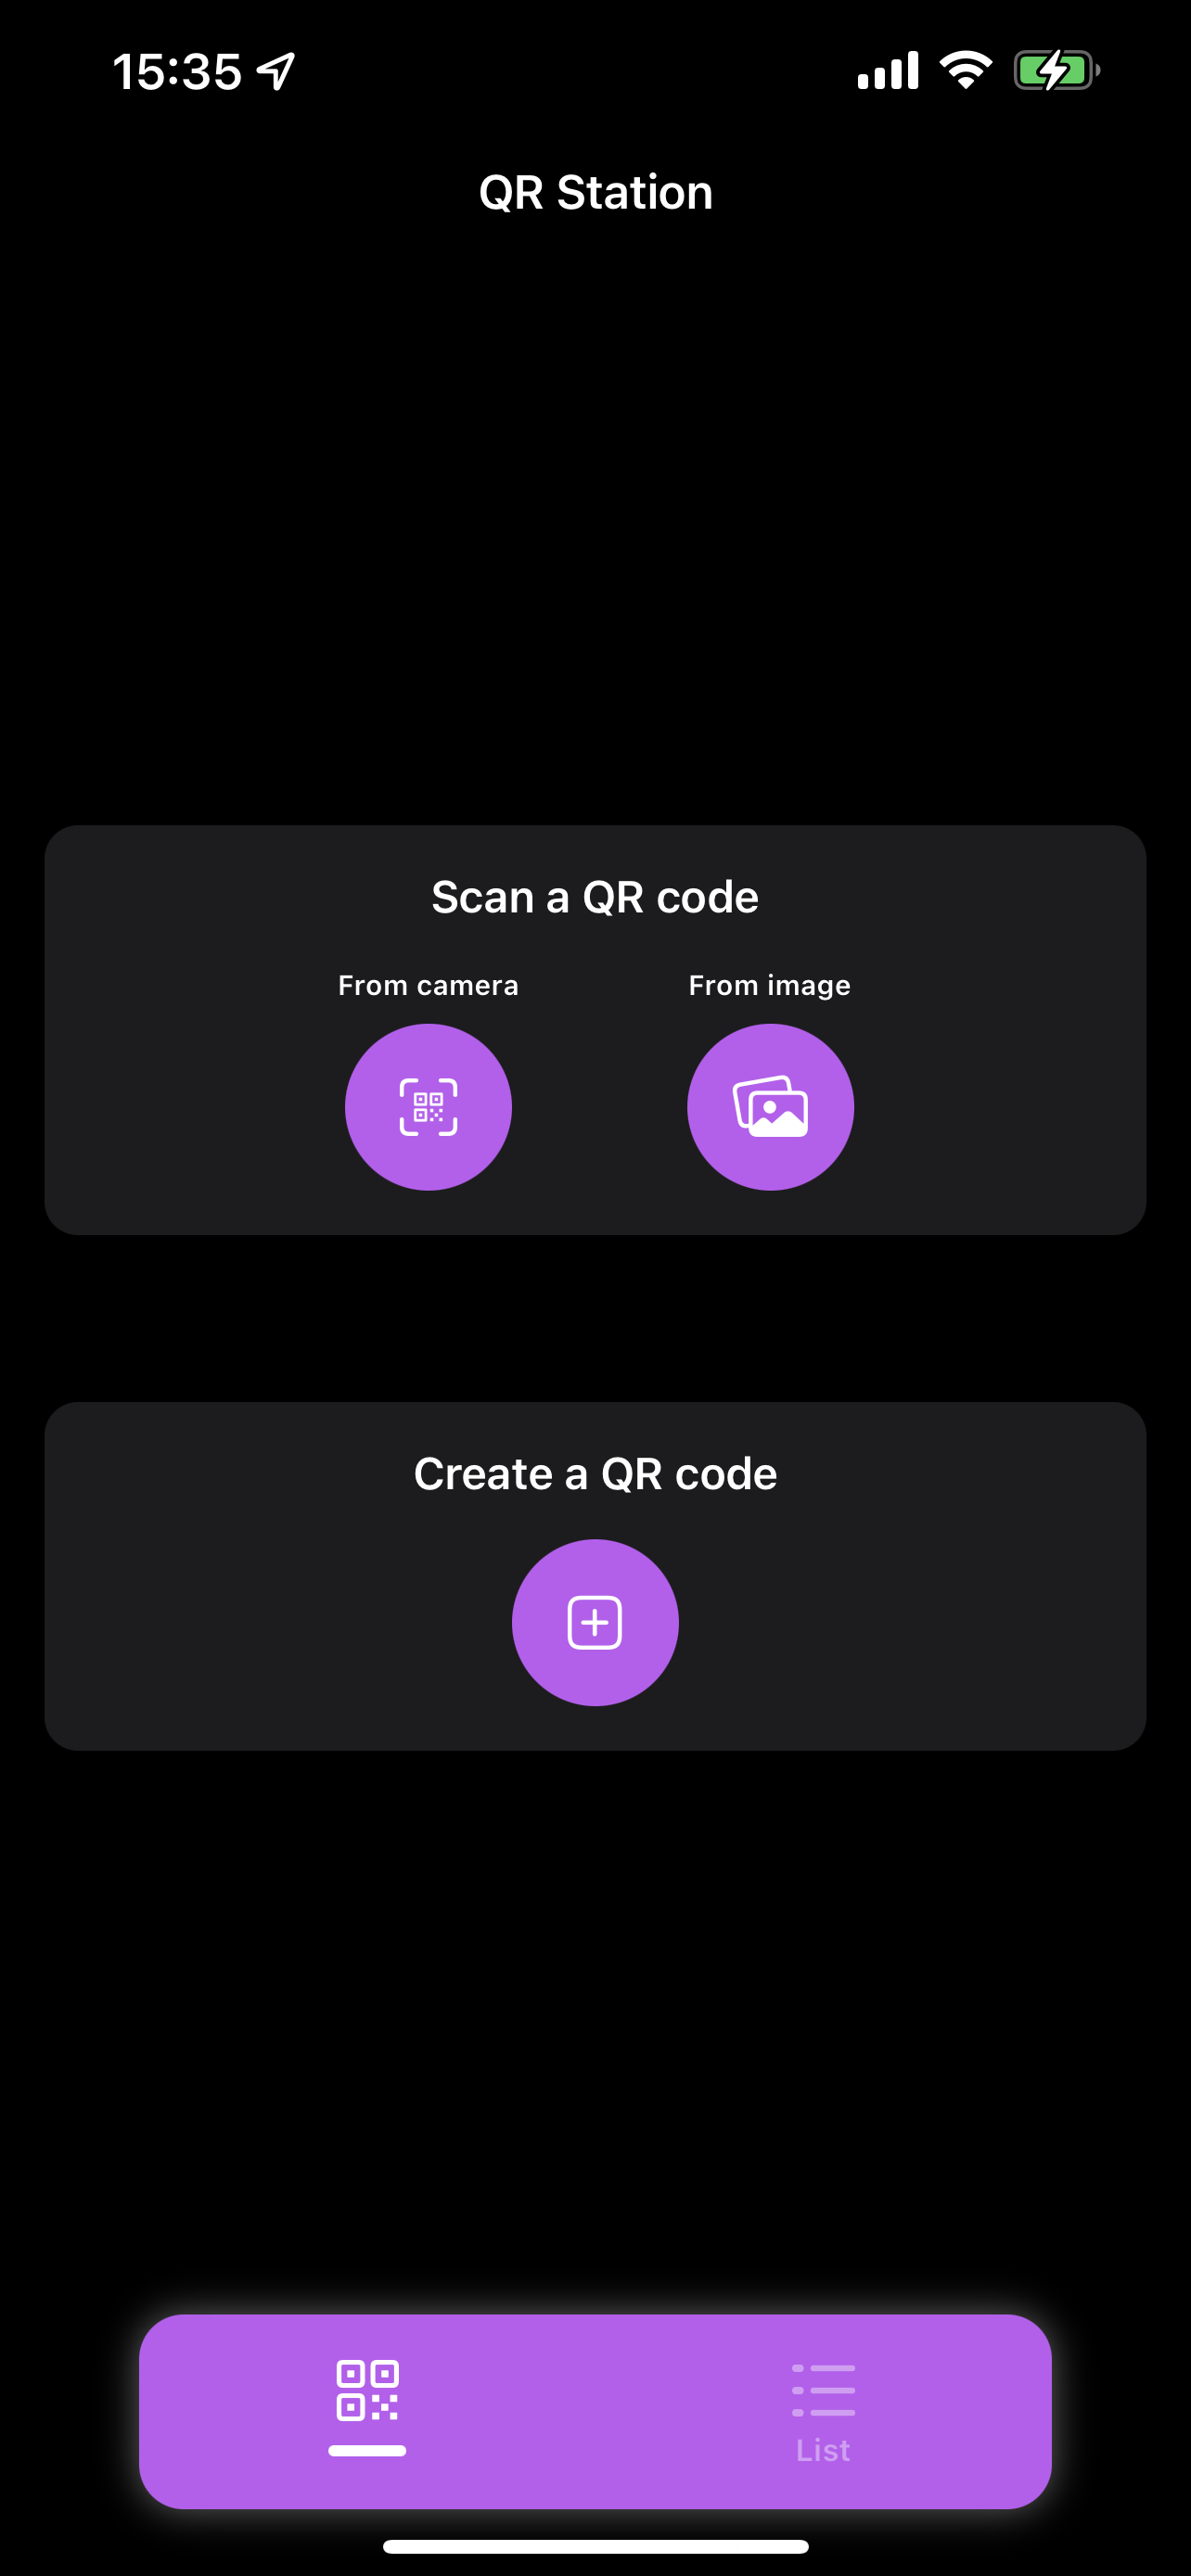 15:35
QR Station
Scan a QR code
From camera
From image
Create a QR code
List